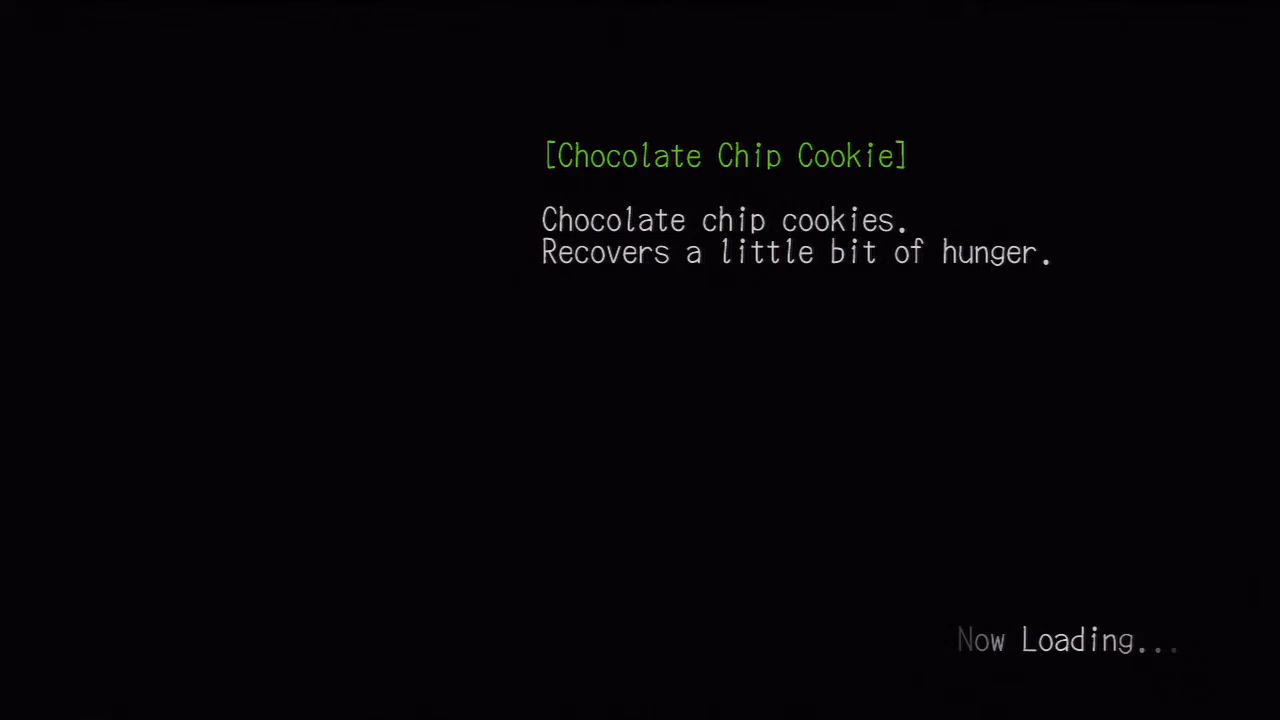 [Chocolate Chip Cookie]
Chocolate chip cookies.
Recovers a little bit of hunger.
Now Loading...